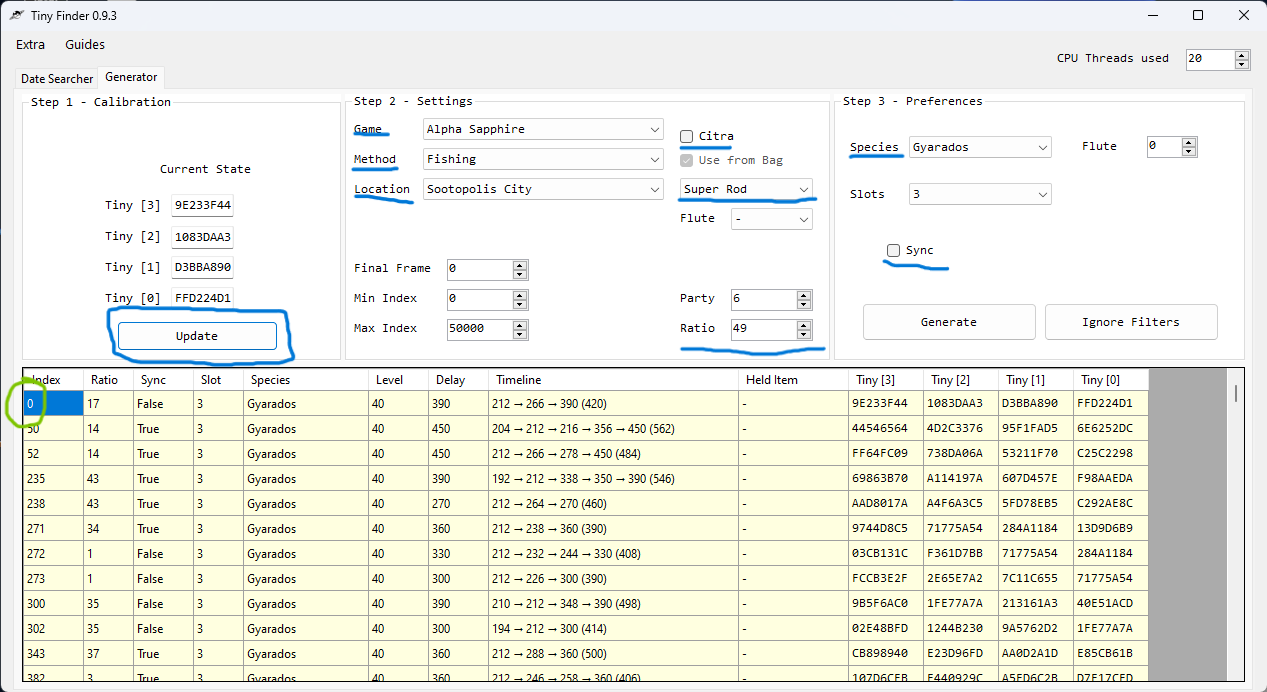 Tiny Finder 0.9.3
Extra Guides
CPU Threads used 20
Date Searcher Generator
Step 1 - Calibration
Current State
Tiny [3] 9E233F44
Tiny [2] 1083DAA3
Tiny [1] D3BBA890
Tiny [0] FFD224D1
Update
Step 2 - Settings
Game Alpha Sapphire Citra
Method Fishing Use from Bag
Location Sootopolis City Super Rod
Flute -
Final Frame 0
Min Index 0 Party 6
Max Index 50000 Ratio 49
Step 3 - Preferences
Species Gyarados Flute 0
Slots 3
Sync
Generate Ignore Filters
Index Ratio Sync Slot Species Level Delay Timeline Held Item Tiny [3] Tiny [2] Tiny [1] Tiny [0]
0 17 False 3 Gyarados 40 390 212 → 266 → 390 (420) - 9E233F44 1083DAA3 D3BBA890 FFD224D1
50 14 True 3 Gyarados 40 450 204 → 212 → 216 → 356 → 450 (562) - 44546564 4D2C3376 95F1FAD5 6E6252DC
52 14 True 3 Gyarados 40 450 212 → 266 → 278 → 450 (484) - FF64FC09 738DA06A 53211F70 C25C2298
235 43 True 3 Gyarados 40 390 192 → 212 → 338 → 350 → 390 (546) - 69863B70 A114197A 607D457E F98AAEDA
238 43 True 3 Gyarados 40 270 212 → 264 → 270 (460) - AAD8017A A4F6A3C5 5FD78EB5 C292AE8C
271 34 True 3 Gyarados 40 360 212 → 238 → 360 (390) - 9744D8C5 71775A54 284A1184 13D9D6B9
272 1 False 3 Gyarados 40 330 212 → 232 → 244 → 330 (408) - 03CB131C F361D7BB 71775A54 284A1184
273 1 False 3 Gyarados 40 300 212 → 226 → 300 (390) - FCCB3E2F 2E65E7A2 7C11C655 71775A54
300 35 False 3 Gyarados 40 390 210 → 212 → 348 → 390 (498) - 9B5F6AC0 1FE77A7A 213161A3 40E51ACD
302 35 False 3 Gyarados 40 300 194 → 212 → 300 (414) - 02E48BFD 1244B230 9A5762D2 1FE77A7A
343 37 True 3 Gyarados 40 360 212 → 288 → 360 (500) - CB898940 E23D96FD AA0D2A1D E85CB61B
382 3 True 3 Gyarados 40 360 212 → 246 → 258 → 360 (406) - 107D6CEB E440929C A5ED6C2B D7E17CED